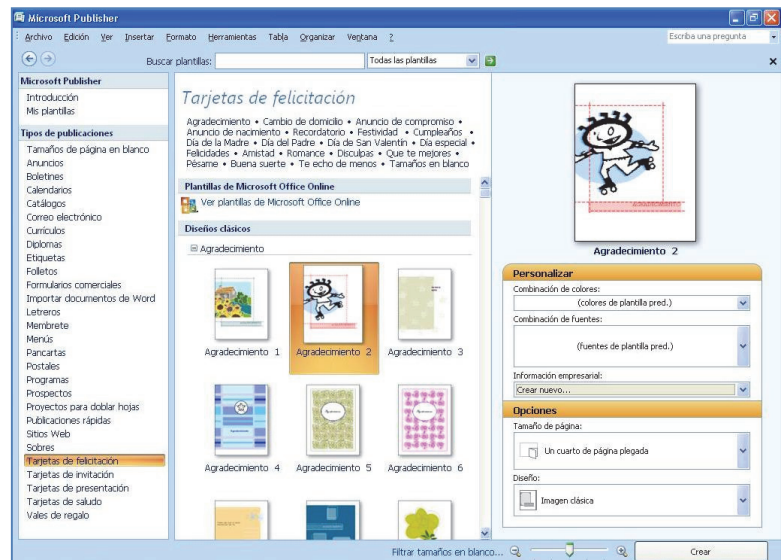 Microsoft Publisher
Archivo Edición Ver Insertar Formato Herramientas Tabla Organizar Ventana ?
Escriba una pregunta
Buscar plantillas:
Todas las plantillas
Microsoft Publisher
Introducción
Mis plantillas
Tipos de publicaciones
Tamaños de página en blanco
Anuncios
Boletines
Calendarios
Catálogos
Correo electrónico
Currículos
Diplomas
Etiquetas
Folletos
Formularios comerciales
Importar documentos de Word
Letreros
Membrete
Menús
Pancartas
Postales
Programas
Prospectos
Proyectos para doblar hojas
Publicaciones rápidas
Sitios Web
Sobres
Tarjetas de felicitación
Tarjetas de invitación
Tarjetas de presentación
Tarjetas de saludo
Vales de regalo
Tarjetas de felicitación
Agradecimiento • Cambio de domicilio • Anuncio de compromiso •
Anuncio de nacimiento • Recordatorio • Festividad • Cumpleaños •
Día de la Madre • Día del Padre • Día de San Valentín • Día especial •
Felicidades • Amistad • Romance • Disculpas • Que te mejores •
Pésame • Buena suerte • Te echo de menos • Tamaños en blanco
Plantillas de Microsoft Office Online
Ver plantillas de Microsoft Office Online
Diseños clásicos
Agradecimiento
Agradecimiento 1
Agradecimiento 2
Agradecimiento 3
Agradecimiento 4
Agradecimiento 5
Agradecimiento 6
Agradecimiento 2
Personalizar
Combinación de colores:
(colores de plantilla pred.)
Combinación de fuentes:
(fuentes de plantilla pred.)
Información empresarial:
Crear nuevo...
Opciones
Tamaño de página:
Un cuarto de página plegada
Diseño:
Imagen clásica
Filtrar tamaños en blanco...
Crear